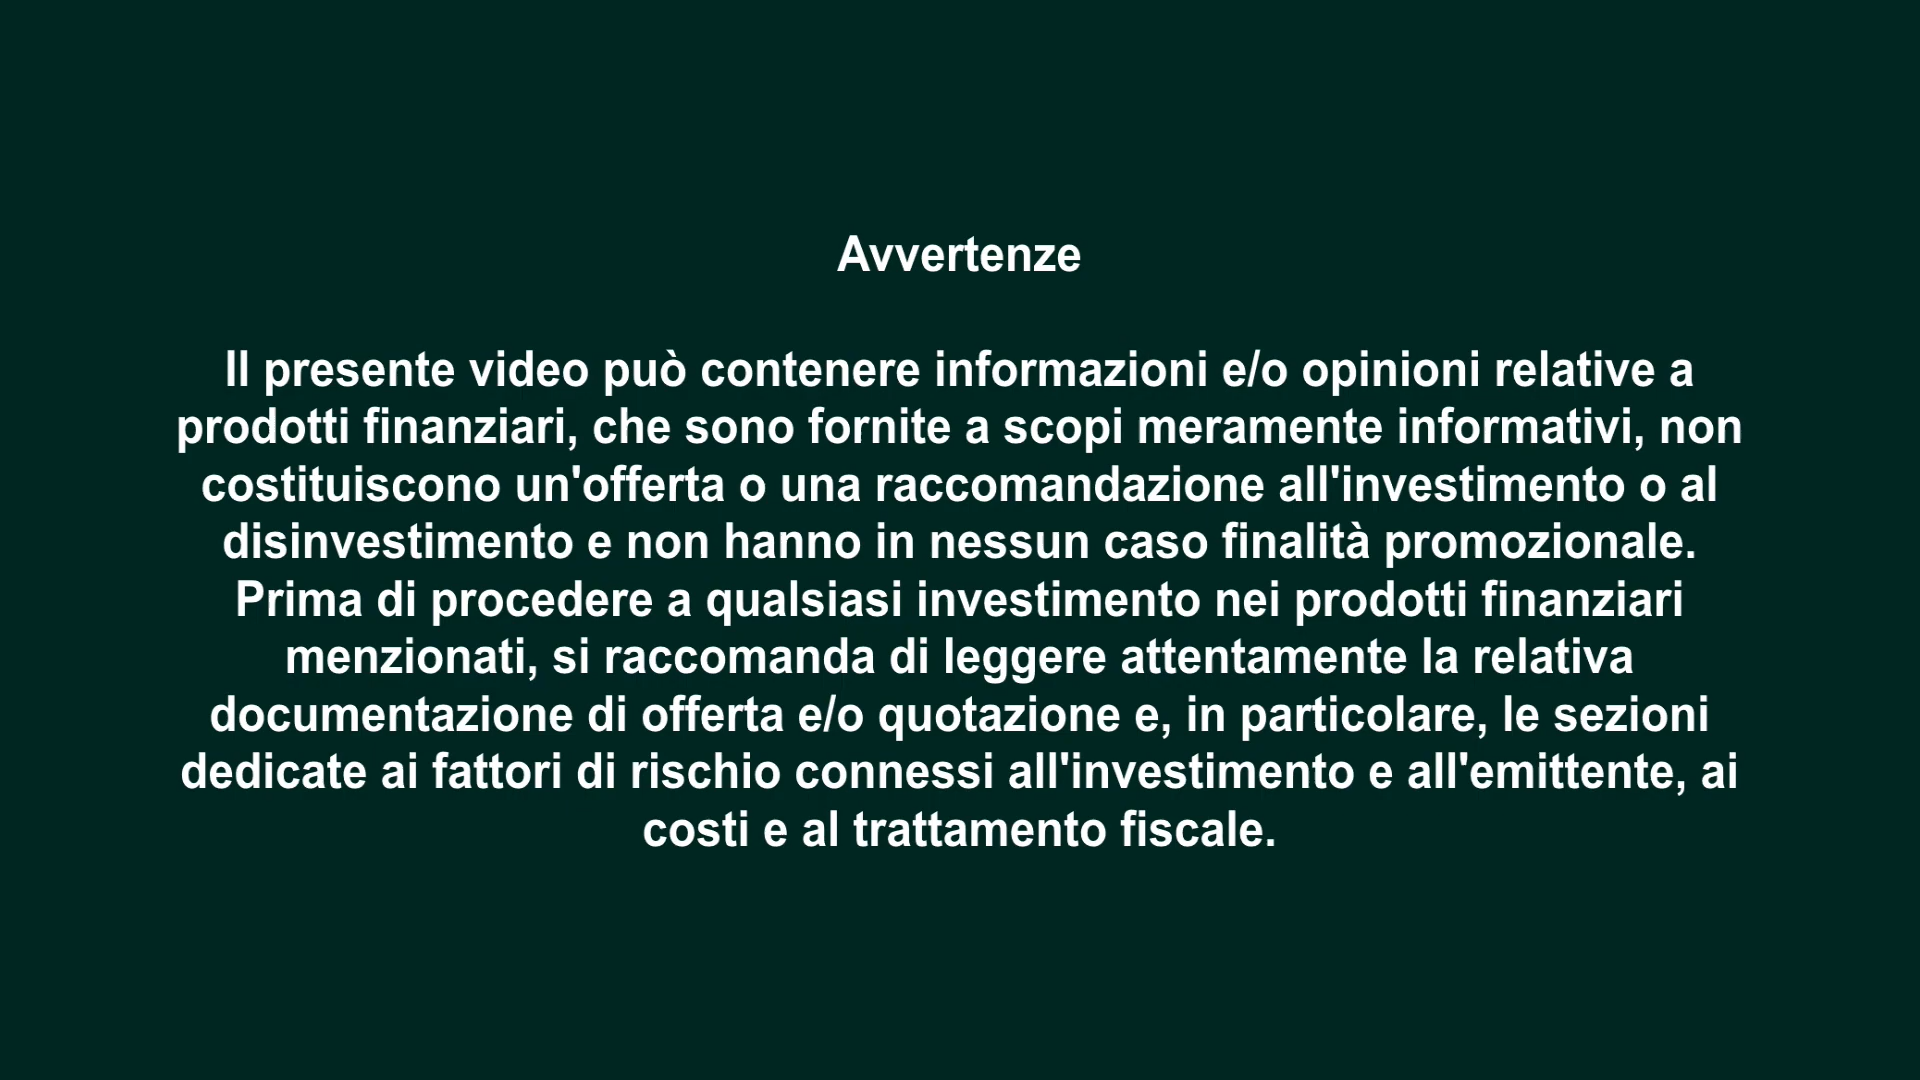 Avvertenze
Il presente video può contenere informazioni e/o opinioni relative a
prodotti finanziari, che sono fornite a scopi meramente informativi, non
costituiscono un'offerta o una raccomandazione all'investimento o al
disinvestimento e non hanno in nessun caso finalità promozionale.
Prima di procedere a qualsiasi investimento nei prodotti finanziari
menzionati, si raccomanda di leggere attentamente la relativa
documentazione di offerta e/o quotazione e, in particolare, le sezioni
dedicate ai fattori di rischio connessi all'investimento e all'emittente, ai
costi e al trattamento fiscale.